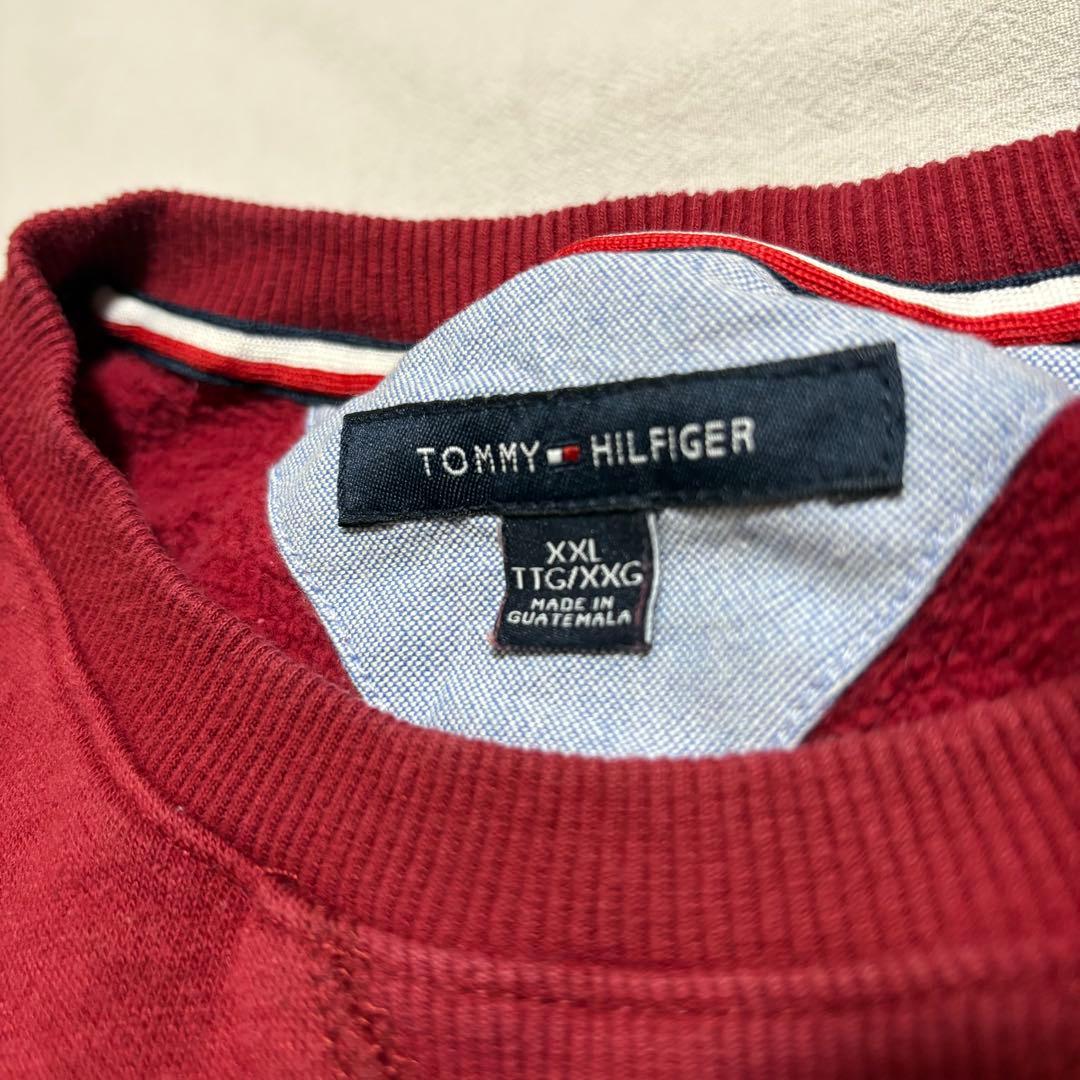 TOMMY HILFIGER
XXL
TTG/XXG
MADE IN
GUATEMALA